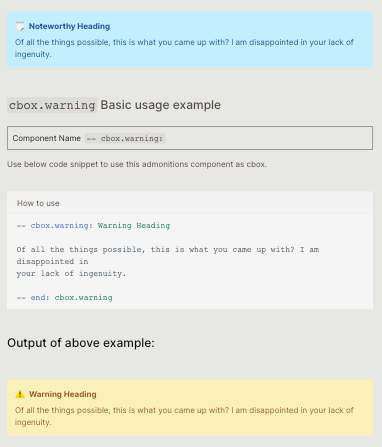 Noteworthy Heading
Of all the things possible, this is what you came up with? I am disappointed in your lack of
ingenuity.
cbox.warning Basic usage example
Component Name -- cbox.warning:
Use below code snippet to use this admonitions component as cbox.
How to use
-- cbox.warning: Warning Heading
Of all the things possible, this is what you came up with? I am
disappointed in
your lack of ingenuity.
-- end: cbox.warning
Output of above example:
Warning Heading
Of all the things possible, this is what you came up with? I am disappointed in your lack of
ingenuity.